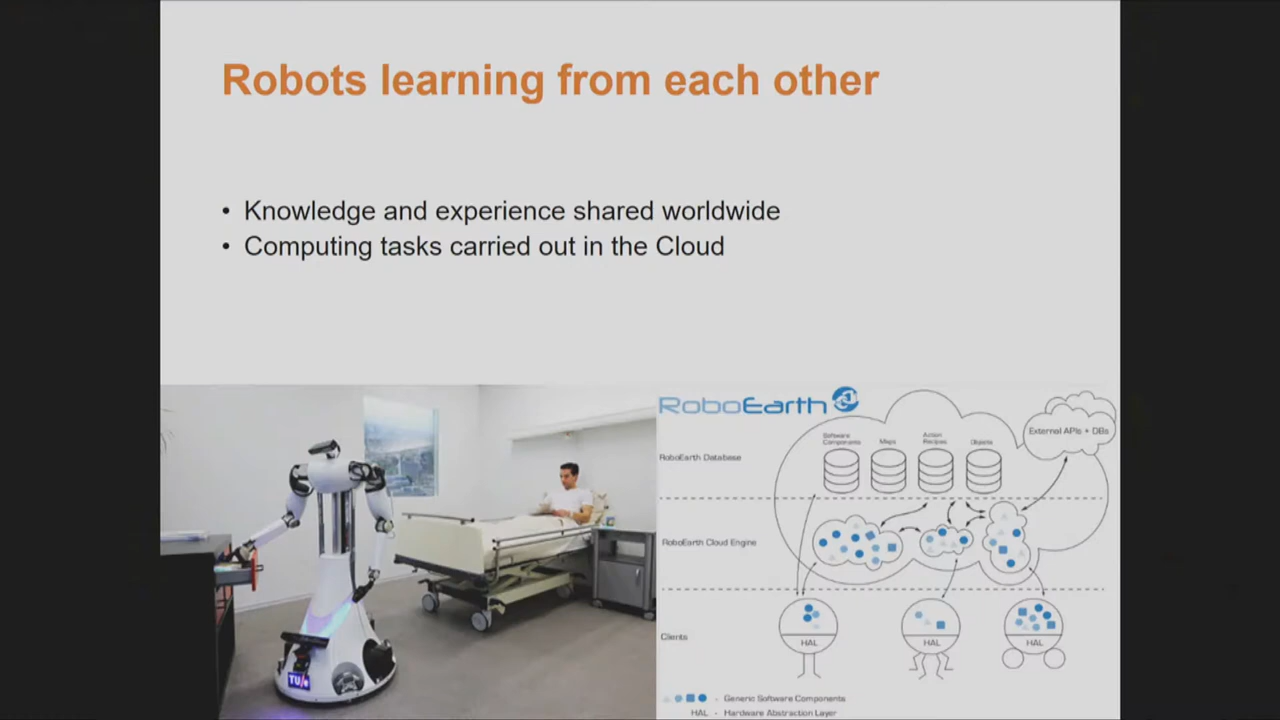 Robots learning from each other
• Knowledge and experience shared worldwide
• Computing tasks carried out in the Cloud
RoboEarth
External APIs + DBs
Software
Components
Maps
Action
Recipes
Objects
RoboEarth Database
RoboEarth Cloud Engine
Clients
HAL
HAL
HAL
TU/e
- Generic Software Components
HAL - Hardware Abstraction Layer